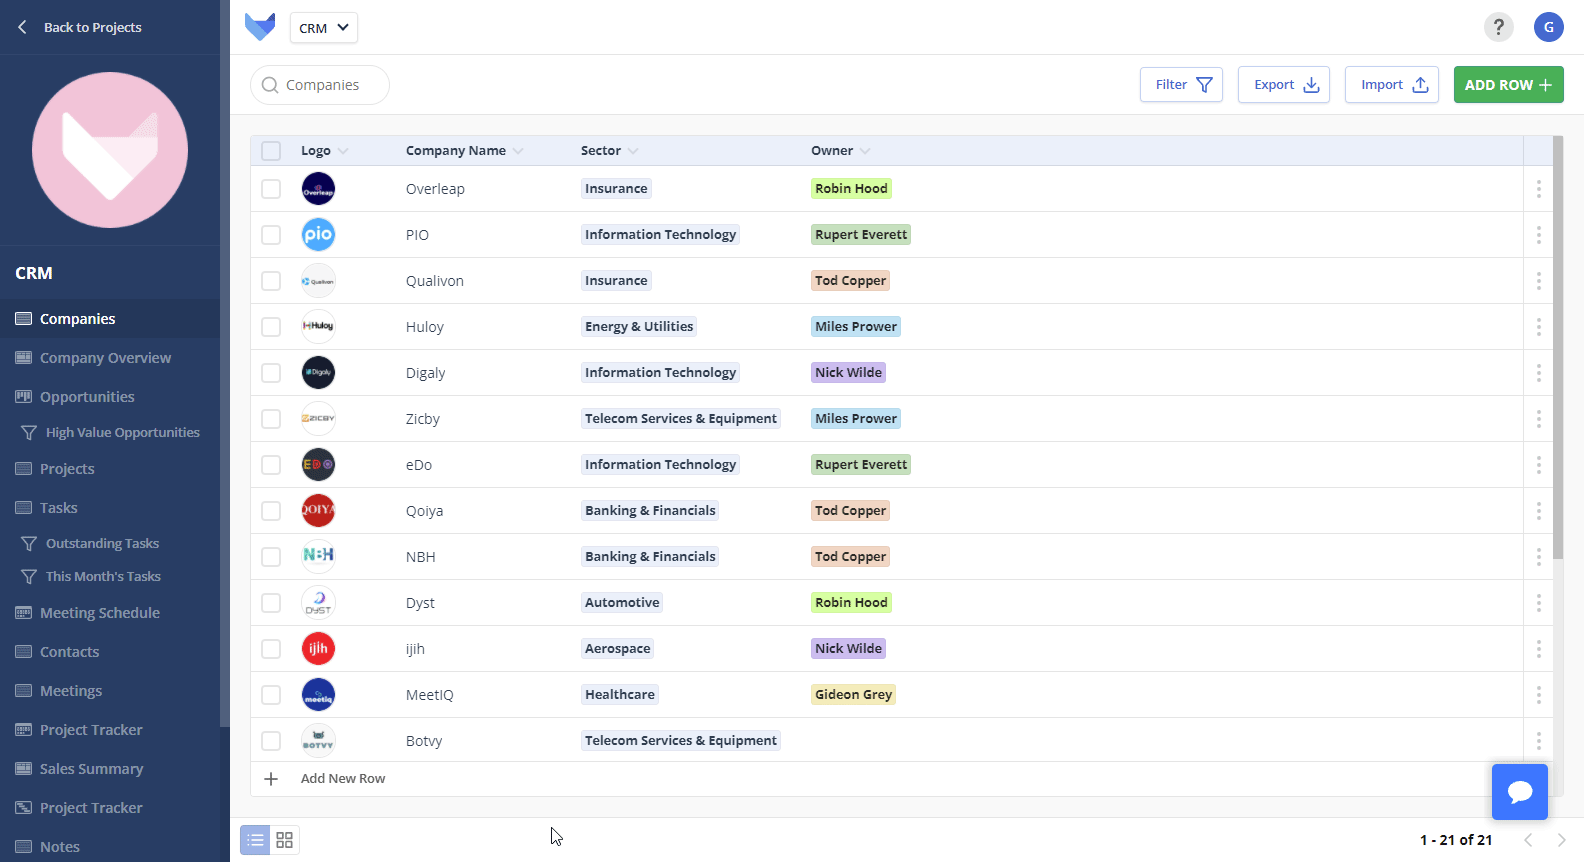 Back to Projects
CRM
Companies
Company Overview
Opportunities
High Value Opportunities
Projects
Tasks
Outstanding Tasks
This Month's Tasks
Meeting Schedule
Contacts
Meetings
Project Tracker
Sales Summary
Project Tracker
Notes
CRM
? G
Companies
Filter Export Import ADD ROW +
Logo Company Name Sector Owner
Overleap Overleap Insurance Robin Hood
pio PIO Information Technology Rupert Everett
Qualivon Qualivon Insurance Tod Copper
Huloy Huloy Energy & Utilities Miles Prower
Digaly Digaly Information Technology Nick Wilde
ZICBY Zicby Telecom Services & Equipment Miles Prower
EDO eDo Information Technology Rupert Everett
QOIYA Qoiya Banking & Financials Tod Copper
NBH NBH Banking & Financials Tod Copper
DYST Dyst Automotive Robin Hood
ijih ijih Aerospace Nick Wilde
meetiq MeetIQ Healthcare Gideon Grey
BOTVY Botvy Telecom Services & Equipment
+ Add New Row
1 - 21 of 21